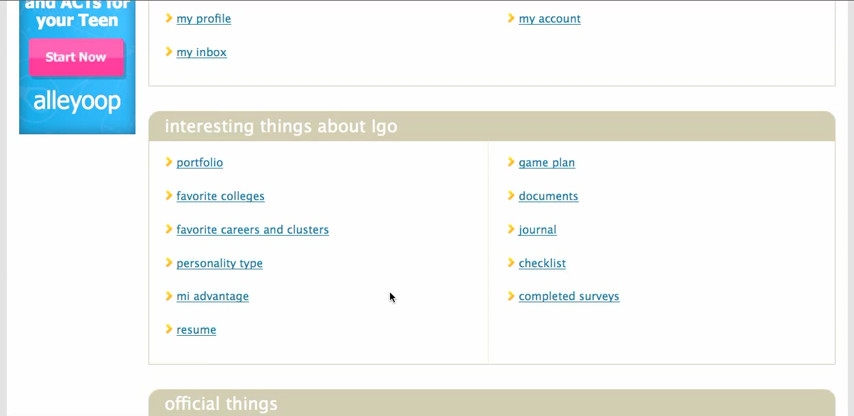 and ACTs for
your Teen
Start Now
alleyoop
my profile
my account
my inbox
interesting things about lgo
portfolio
game plan
favorite colleges
documents
favorite careers and clusters
journal
personality type
checklist
mi advantage
completed surveys
resume
official things